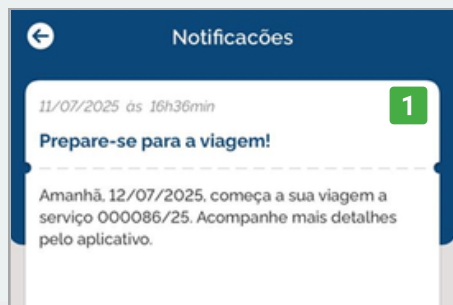 Notificacões
11/07/2025 às 16h36min
1
Prepare-se para a viagem!
Amanhã, 12/07/2025, começa a sua viagem a
serviço 000086/25. Acompanhe mais detalhes
pelo aplicativo.